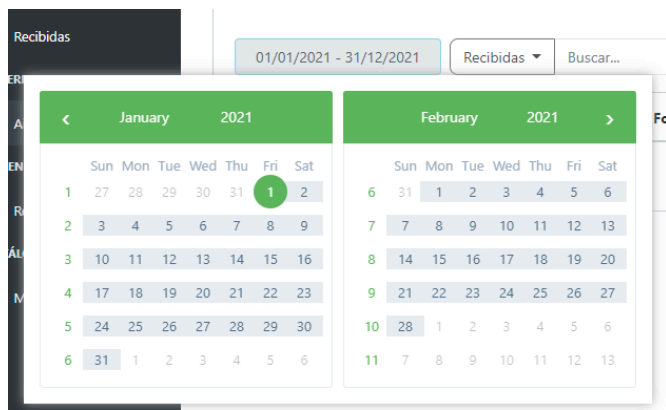 Recibidas
01/01/2021 - 31/12/2021 Recibidas Buscar...
January 2021
Sun Mon Tue Wed Thu Fri Sat
1 27 28 29 30 31 1 2
2 3 4 5 6 7 8 9
3 10 11 12 13 14 15 16
4 17 18 19 20 21 22 23
5 24 25 26 27 28 29 30
6 31 1 2 3 4 5 6
February 2021
Sun Mon Tue Wed Thu Fri Sat
6 31 1 2 3 4 5 6
7 7 8 9 10 11 12 13
8 14 15 16 17 18 19 20
9 21 22 23 24 25 26 27
10 28 1 2 3 4 5 6
11 7 8 9 10 11 12 13